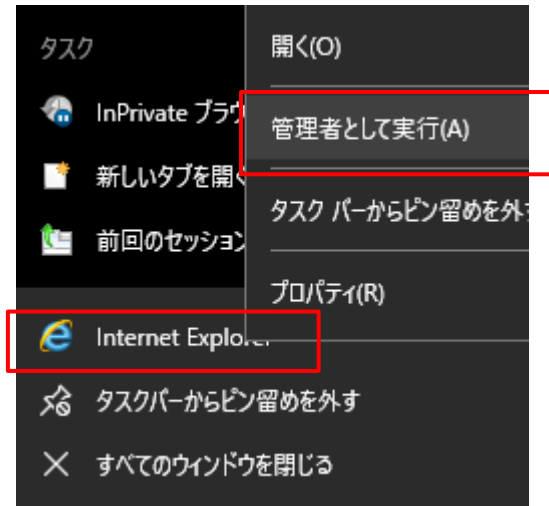 タスク
InPrivate ブラウ
新しいタブを開く
前回のセッション
Internet Explorer
タスクバーからピン留めを外す
すべてのウィンドウを閉じる
開く(O)
管理者として実行(A)
タスク バーからピン留めを外す
プロパティ(R)